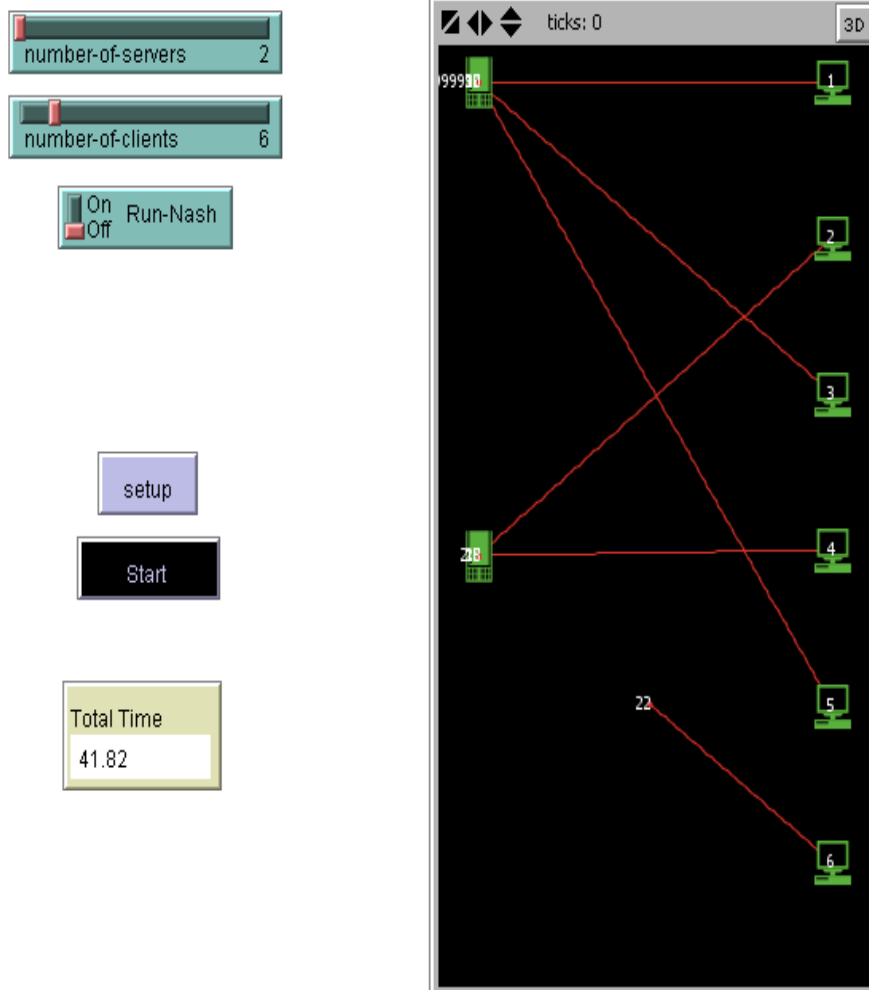 number-of-servers 2
number-of-clients 6
On
Off
Run-Nash
setup
Start
Total Time
41.82
ticks: 0
3D
1
2
3
4
5
22
6